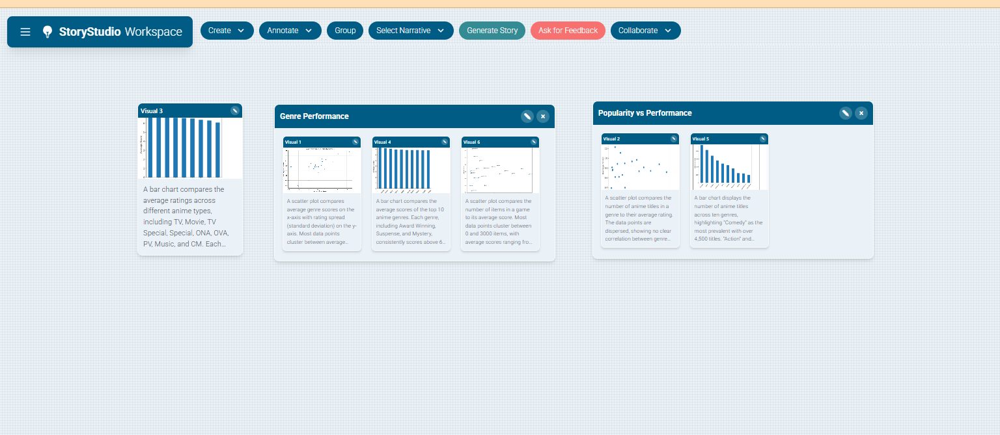 StoryStudio Workspace
Create
Annotate
Group
Select Narrative
Generate Story
Ask for Feedback
Collaborate
Visual 3
A bar chart compares the
average ratings across
different anime types,
including TV, Movie, TV
Special, Special, ONA, OVA,
PV, Music, and CM. Each...
Genre Performance
Visual 1
A scatter plot compares
average genre scores on the
x-axis with rating spread
(standard deviation) on the y-
axis. Most data points
cluster between average...
Visual 4
A bar chart compares the
average scores of the top 10
anime genres. Each genre,
including Award Winning,
Suspense, and Mystery,
consistently scores above 6...
Visual 6
A scatter plot compares the
number of items in a game
to its average score. Most
data points cluster between
0 and 3000 items, with
average scores ranging fro...
Popularity vs Performance
Visual 2
A scatter plot compares the
number of anime titles in a
genre to their average rating.
The data points are
dispersed, showing no clear
correlation between genre...
Visual 5
A bar chart displays the
number of anime titles
across ten genres,
highlighting "Comedy" as the
most prevalent with over
4,500 titles. "Action" and...